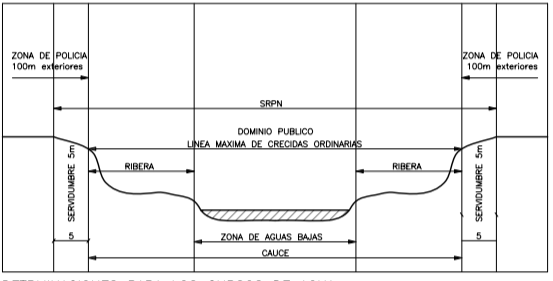 ZONA DE POLICIA
100m exteriores
ZONA DE POLICIA
100m exteriores
SRPN
DOMINIO PUBLICO
LINEA MAXIMA DE CRECIDAS ORDINARIAS
RIBERA
RIBERA
SERVIDUMBRE 5m
SERVIDUMBRE 5m
5
ZONA DE AGUAS BAJAS
5
CAUCE